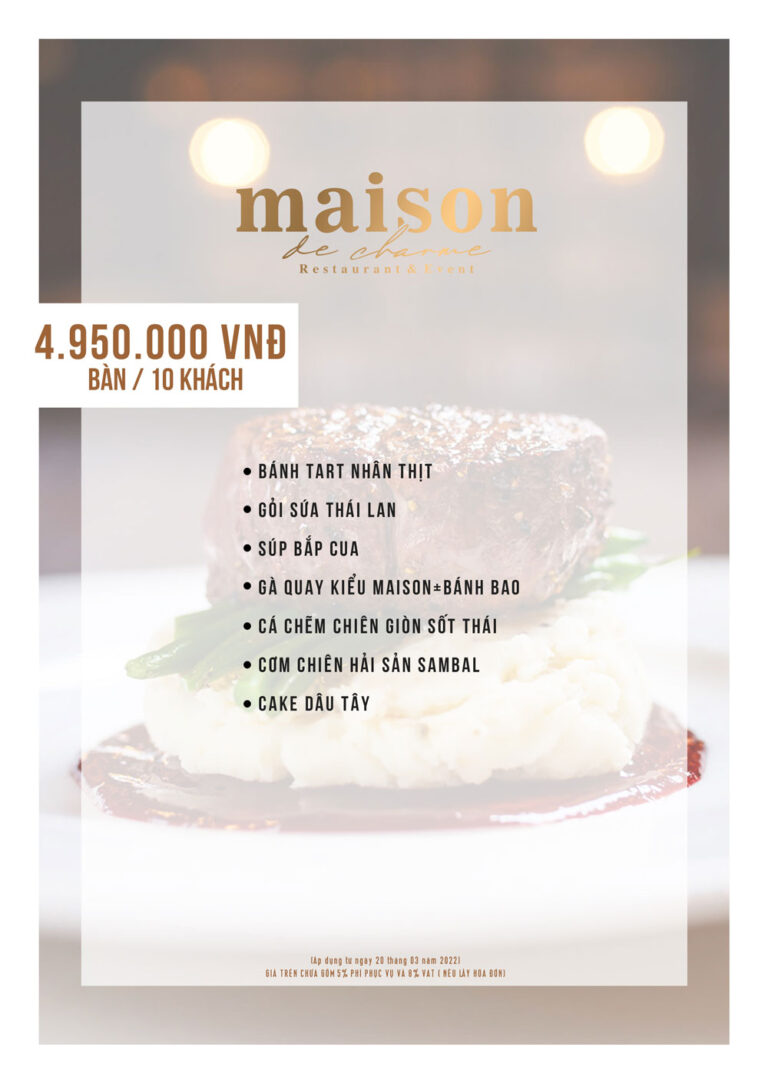 maison
de charme
Restaurant & Event
4.950.000 VNĐ
BÀN / 10 KHÁCH
• BÁNH TART NHÂN THỊT
• GỎI SỨA THÁI LAN
• SÚP BẮP CUA
• GÀ QUAY KIỂU MAISON±BÁNH BAO
• CÁ CHẼM CHIÊN GIÒN SỐT THÁI
• CƠM CHIÊN HẢI SẢN SAMBAL
• CAKE DÂU TÂY
(Áp dụng từ ngày 20 tháng 03 năm 2022)
GIÁ TRÊN CHƯA GỒM 5% PHÍ PHỤC VỤ VÀ 8% VAT ( NẾU LẤY HÓA ĐƠN)